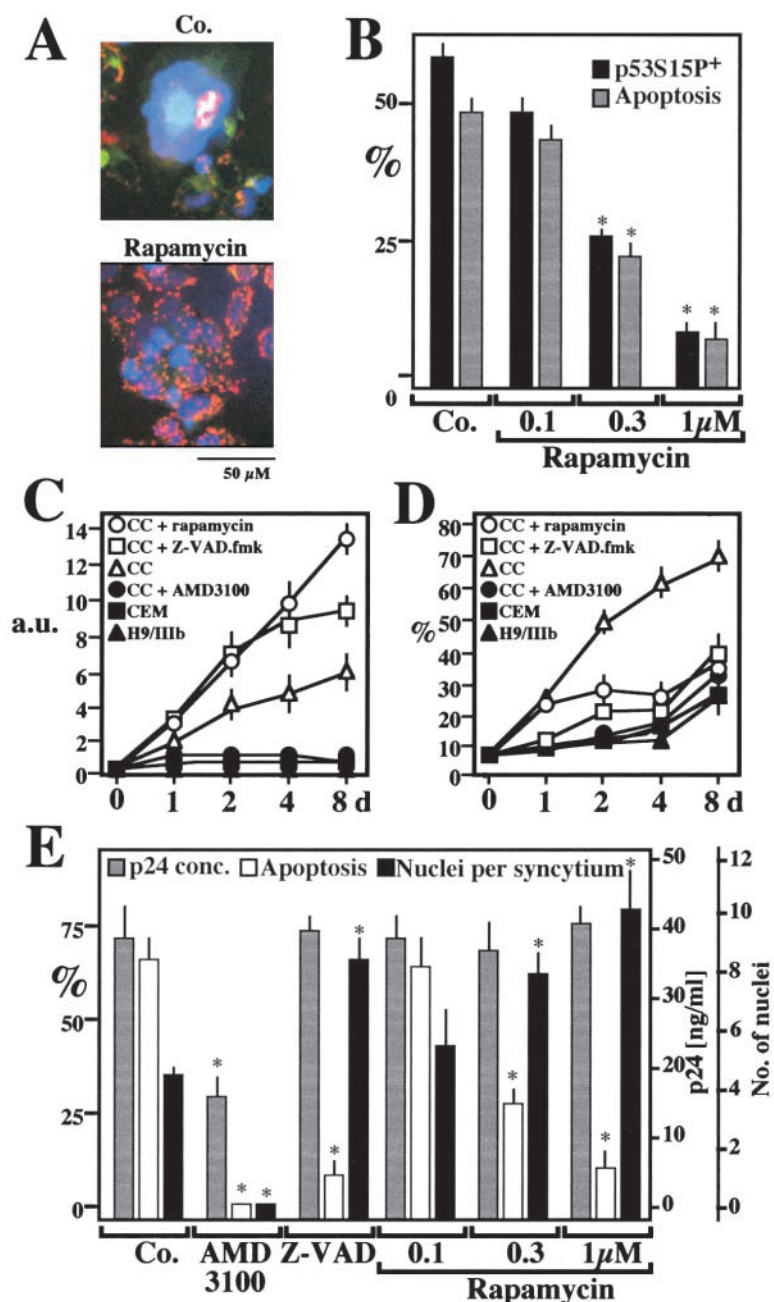 A
Co.
Rapamycin
50 µM
B
p53S15P+
Apoptosis
50
%
25
0
* * * *
Co. 0.1 0.3 1µM
Rapamycin
C
14
12
10
8
6
4
2
0
a.u.
CC + rapamycin
CC + Z-VAD.fmk
CC
CC + AMD3100
CEM
H9/IIIb
0 1 2 4 8 d
D
80
70
60
50
40
30
20
10
0
%
CC + rapamycin
CC + Z-VAD.fmk
CC
CC + AMD3100
CEM
H9/IIIb
0 1 2 4 8 d
E
p24 conc. Apoptosis Nuclei per syncytium
75
%
50
25
0
* * * * * * * * *
50
40
30
20
10
0
p24 [ng/ml]
12
10
8
6
4
2
0
No. of nuclei
Co. AMD Z-VAD 0.1 0.3 1µM
3100
Rapamycin